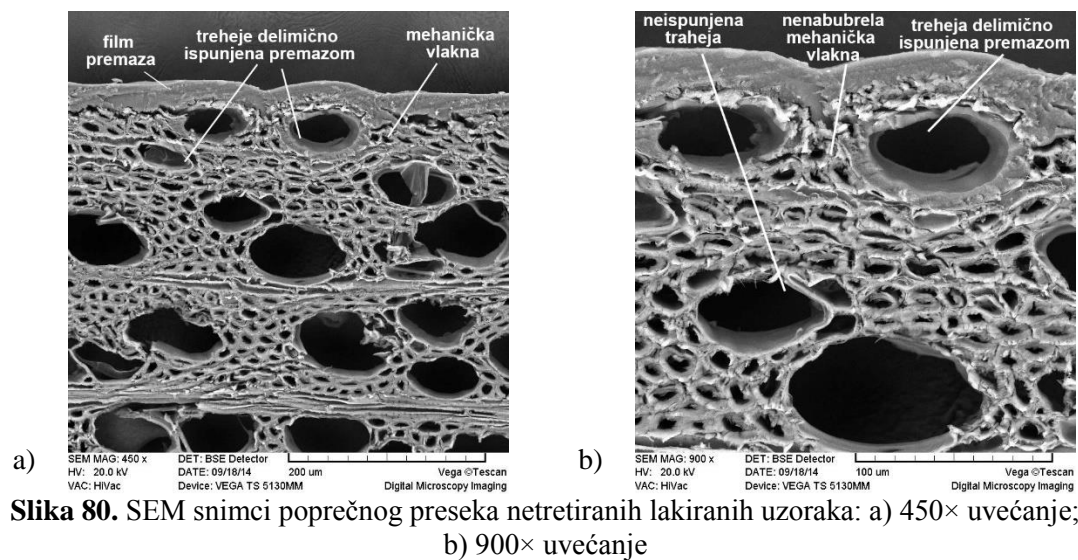 film
premaza
treheje delimično
ispunjena premazom
mehanička
vlakna
SEM MAG: 450 x
DET: BSE Detector
HV: 20.0 kV
DATE: 09/18/14
200 um
Vega ©Tescan
VAC: HiVac
Device: VEGA TS 5130MM
Digital Microscopy Imaging
a)
neispunjena
traheja
nenabubrela
mehanička
vlakna
treheja delimično
ispunjena premazom
SEM MAG: 900 x
DET: BSE Detector
HV: 20.0 kV
DATE: 09/18/14
100 um
Vega ©Tescan
VAC: HiVac
Device: VEGA TS 5130MM
Digital Microscopy Imaging
b)
Slika 80. SEM snimci poprečnog preseka netretiranih lakiranih uzoraka: a) 450× uvećanje;
b) 900× uvećanje